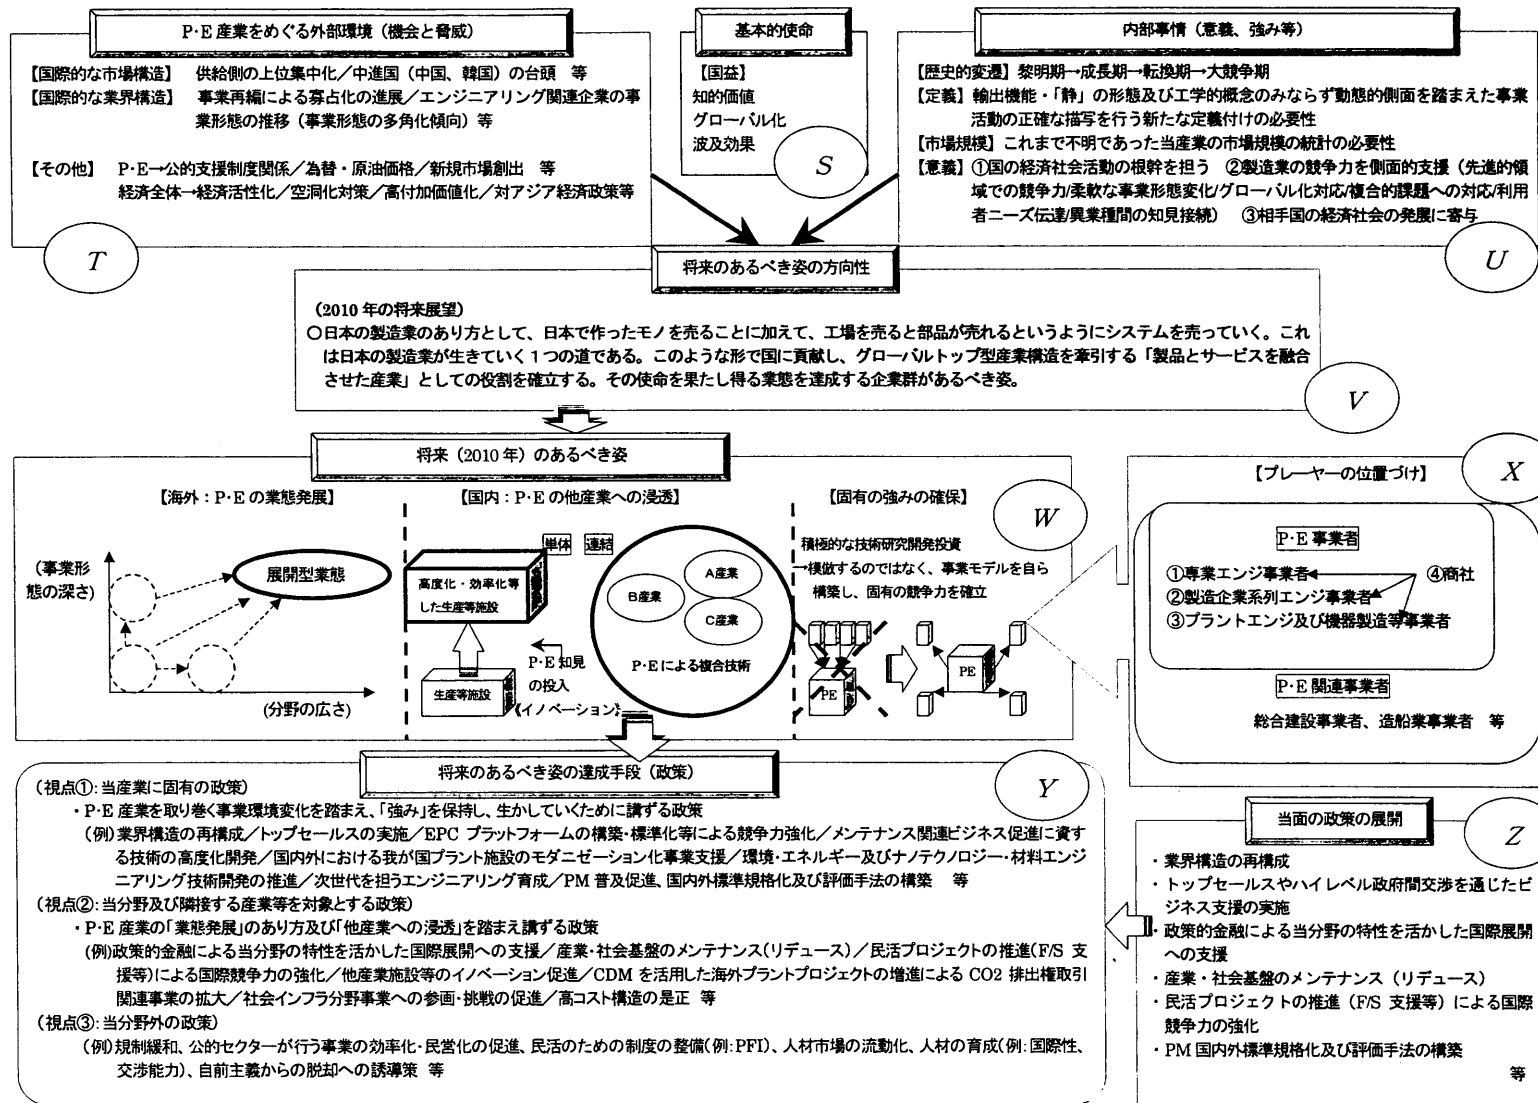 P·E 産業をめぐる外部環境（機会と脅威）
【国際的な市場構造】 供給側の上位集中化／中進国（中国、韓国）の台頭 等
【国際的な業界構造】 事業再編による寡占化の進展／エンジニアリング関連企業の事
業形態の推移（事業形態の多角化傾向）等
【その他】 P·E→公的支援制度関係／為替・原油価格／新規市場創出 等
経済全体→経済活性化／空洞化対策／高付加価値化／対アジア経済政策等
T
基本的使命
【国益】
知的価値
グローバル化
波及効果
S
内部事情（意義、強み等）
【歴史的変遷】黎明期→成長期→転換期→大競争期
【定義】輸出機能・「静」の形態及び工学的概念のみならず動態的側面を踏まえた事業
活動の正確な描写を行う新たな定義付けの必要性
【市場規模】これまで不明であった当産業の市場規模の統計の必要性
【意義】①国の経済社会活動の根幹を担う ②製造業の競争力を側面的支援（先進的領
域での競争力/柔軟な事業形態変化/グローバル化対応/複合的課題への対応/利用
者ニーズ伝達/異業種間の知見接続） ③相手国の経済社会の発展に寄与
U
将来のあるべき姿の方向性
（2010 年の将来展望）
○日本の製造業のあり方として、日本で作ったモノを売ることに加えて、工場を売ると部品が売れるというようにシステムを売っていく。これ
は日本の製造業が生きていく１つの道である。このような形で国に貢献し、グローバルトップ型産業構造を牽引する「製品とサービスを融合
させた産業」としての役割を確立する。その使命を果たし得る業態を達成する企業群があるべき姿。
V
将来（2010 年）のあるべき姿
【海外：P·E の業態発展】
（事業形
態の深さ）
展開型業態
（分野の広さ）
【国内：P·E の他産業への浸透】
単体 連結
高度化・効率化等
した生産等施設
生産等施設
P·E 知見
の投入
《イノベーション》
A産業
B産業
C産業
P·E による複合技術
【固有の強みの確保】
積極的な技術研究開発投資
→模倣するのではなく、事業モデルを自ら
構築し、固有の競争力を確立
PE
PE
W
【プレーヤーの位置づけ】
X
P·E 事業者
①専業エンジ事業者 ④商社
②製造企業系列エンジ事業者
③プラントエンジ及び機器製造等事業者
P·E 関連事業者
総合建設事業者、造船業事業者 等
将来のあるべき姿の達成手段（政策）
Y
（視点①：当産業に固有の政策）
・P·E 産業を取り巻く事業環境変化を踏まえ、「強み」を保持し、生かしていくために講ずる政策
（例）業界構造の再構成／トップセールスの実施／EPC プラットフォームの構築・標準化等による競争力強化／メンテナンス関連ビジネス促進に資す
る技術の高度化開発／国内外における我が国プラント施設のモダニゼーション化事業支援／環境・エネルギー及びナノテクノロジー・材料エンジ
ニアリング技術開発の推進／次世代を担うエンジニアリング育成／PM 普及促進、国内外標準規格化及び評価手法の構築 等
（視点②：当分野及び隣接する産業等を対象とする政策）
・P·E 産業の「業態発展」のあり方及び「他産業への浸透」を踏まえ講ずる政策
（例）政策的金融による当分野の特性を活かした国際展開への支援／産業・社会基盤のメンテナンス（リデュース）／民活プロジェクトの推進（F/S 支
援等）による国際競争力の強化／他産業施設等のイノベーション促進／CDM を活用した海外プラントプロジェクトの増進による CO2 排出権取引
関連事業の拡大／社会インフラ分野事業への参画・挑戦の促進／高コスト構造の是正 等
（視点③：当分野外の政策）
（例）規制緩和、公的セクターが行う事業の効率化・民営化の促進、民活のための制度の整備（例：PFI）、人材市場の流動化、人材の育成（例：国際性、
交渉能力）、自前主義からの脱却への誘導策 等
当面の政策の展開
Z
・業界構造の再構成
・トップセールスやハイレベル政府間交渉を通じたビ
ジネス支援の実施
・政策的金融による当分野の特性を活かした国際展開
への支援
・産業・社会基盤のメンテナンス（リデュース）
・民活プロジェクトの推進（F/S 支援等）による国際
競争力の強化
・PM 国内外標準規格化及び評価手法の構築
等